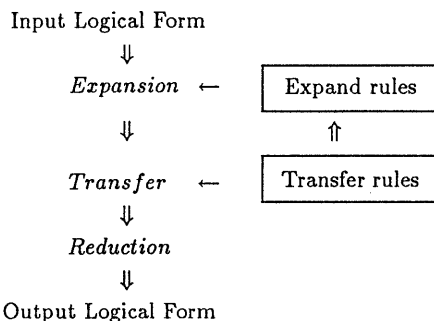 Input Logical Form
⇓
Expansion ← Expand rules
⇓ ⇑
Transfer ← Transfer rules
⇓
Reduction
⇓
Output Logical Form